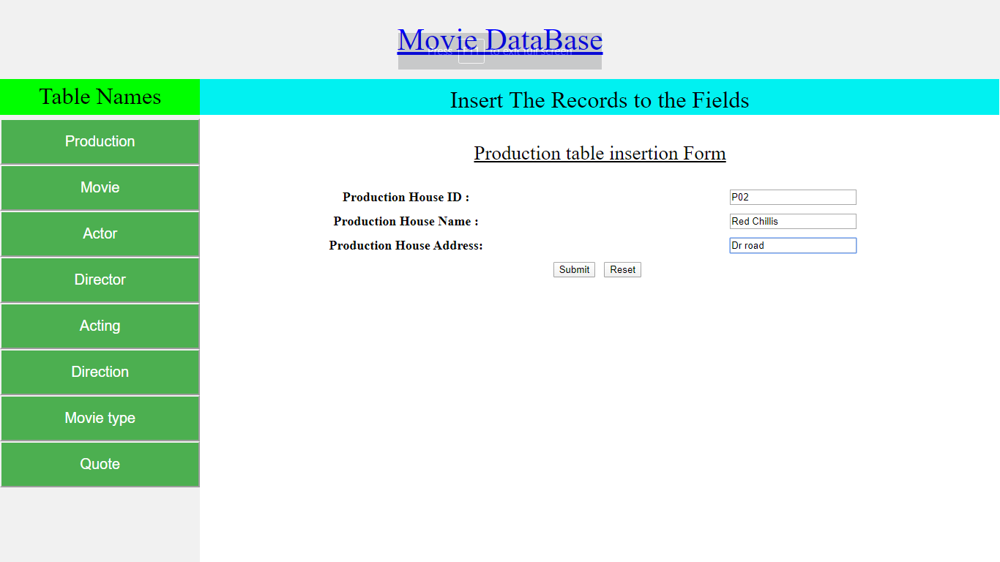 Movie DataBase
Press F11 to exit full screen
Table Names
Insert The Records to the Fields
Production
Movie
Actor
Director
Acting
Direction
Movie type
Quote
Production table insertion Form
Production House ID : P02
Production House Name : Red Chillis
Production House Address: Dr road
Submit Reset